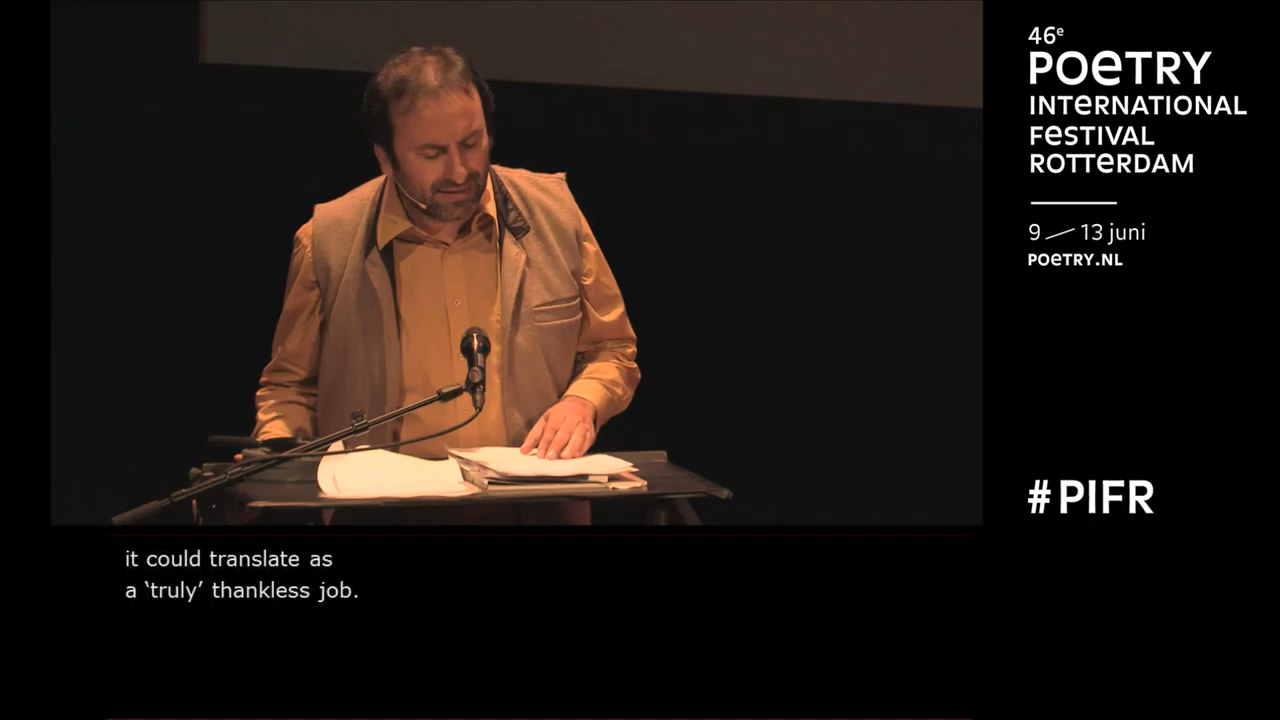 46e
POeTRY
INTeRNATIONAL
FeSTIVAL
ROTTeRDAM
9 — 13 juni
POeTRY.NL
#PIFR
it could translate as
a ‘truly’ thankless job.